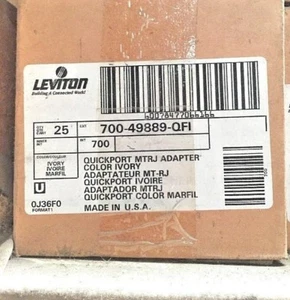 LEVITON
Building A Connected World
25
700-49889-QFI
700
IVORY
IVOIRE
MARFIL
QUICKPORT MTRJ ADAPTER
COLOR IVORY
ADAPTATEUR MT-RJ
QUICKPORT IVOIRE
ADAPTADOR MTRJ
QUICKPORT COLOR MARFIL
MADE IN U.S.A.
U
0J36F0
FORMAT1